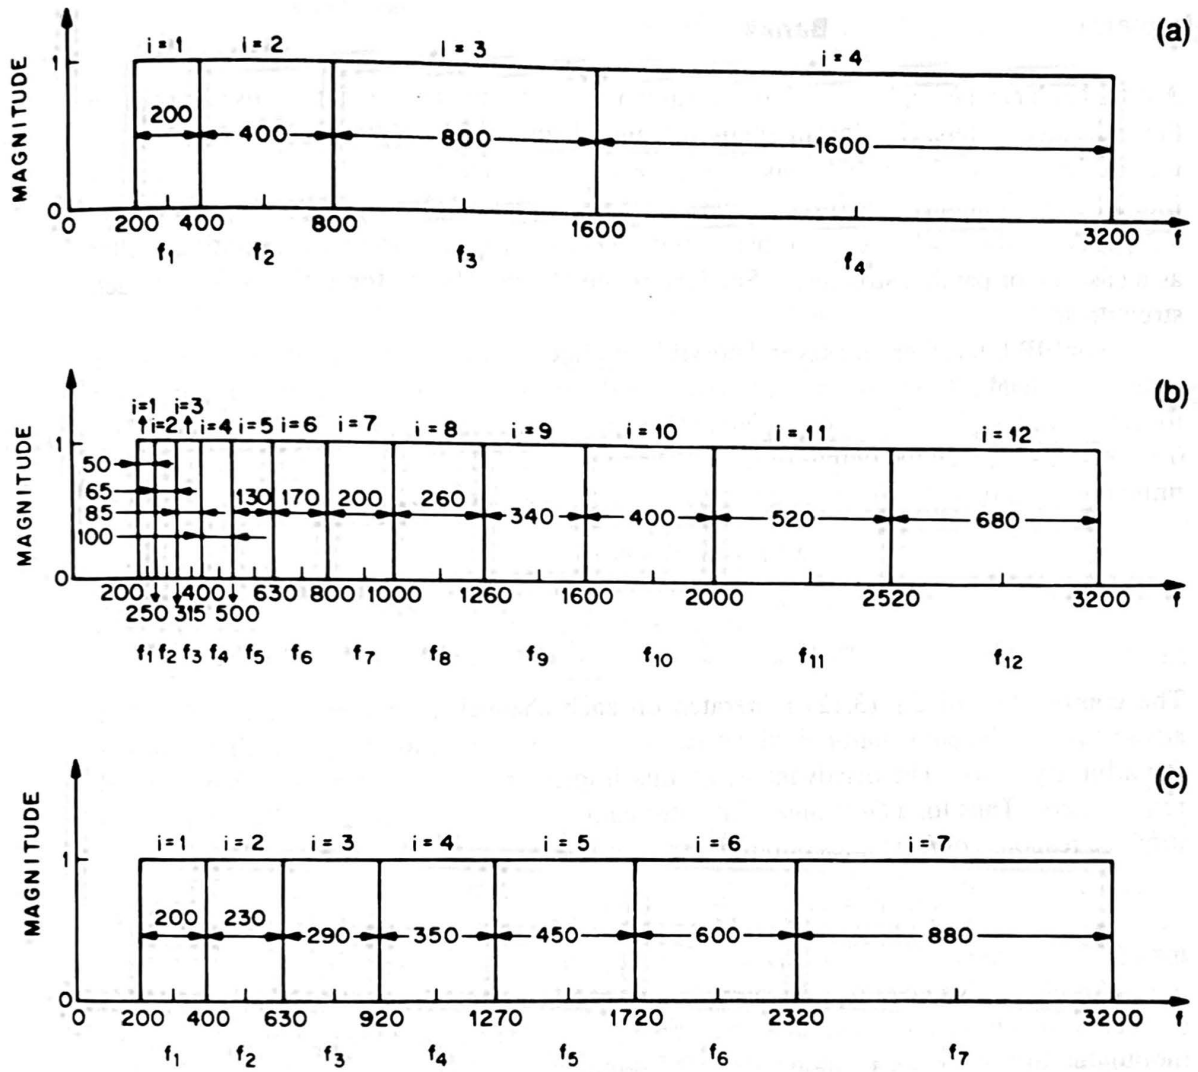 (a)
i=1 i=2 i=3 i=4
1
MAGNITUDE
200 400 800 1600
0
0 200 400 800 1600 3200 f
f1 f2 f3 f4
(b)
i=1 i=3
i=2 i=4 i=5 i=6 i=7 i=8 i=9 i=10 i=11 i=12
1
MAGNITUDE
50
65
130 170 200 260
85 340 400 520 680
100
0
200 400 630 800 1000 1260 1600 2000 2520 3200 f
250 315 500
f1 f2 f3 f4 f5 f6 f7 f8 f9 f10 f11 f12
(c)
i=1 i=2 i=3 i=4 i=5 i=6 i=7
1
MAGNITUDE
200 230 290 350 450 600 880
0
0 200 400 630 920 1270 1720 2320 3200 f
f1 f2 f3 f4 f5 f6 f7